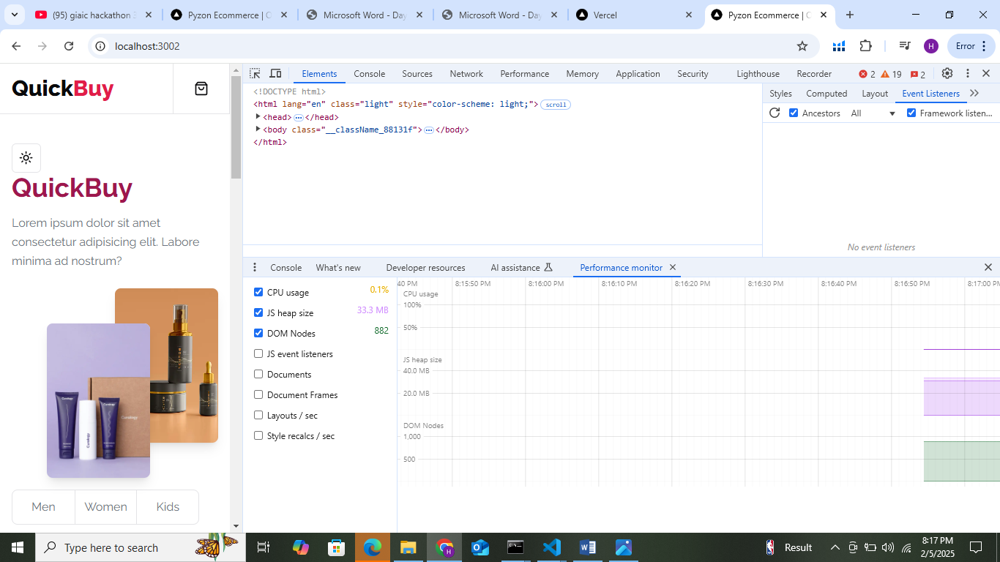 (95) giaic hackathon 3
Pyzon Ecommerce | C
Microsoft Word - Day
Microsoft Word - Day
Vercel
Pyzon Ecommerce | C
localhost:3002
H
Error
QuickBuy
Elements
Console
Sources
Network
Performance
Memory
Application
Security
Lighthouse
Recorder
2
19
2
<!DOCTYPE html>
<html lang="en" class="light" style="color-scheme: light;"> scroll
<head> … </head>
<body class="__className_88131f"> … </body>
</html>
Styles
Computed
Layout
Event Listeners
Ancestors
All
Framework listen...
No event listeners
QuickBuy
Lorem ipsum dolor sit amet
consectetur adipisicing elit. Labore
minima ad nostrum?
Men
Women
Kids
Console
What's new
Developer resources
AI assistance
Performance monitor
CPU usage 0.1%
JS heap size 33.3 MB
DOM Nodes 882
JS event listeners
Documents
Document Frames
Layouts / sec
Style recalcs / sec
40 PM 8:15:50 PM 8:16:00 PM 8:16:10 PM 8:16:20 PM 8:16:30 PM 8:16:40 PM 8:16:50 PM 8:17:00 PM
CPU usage
100%
50%
JS heap size
40.0 MB
20.0 MB
DOM Nodes
1,000
500
Type here to search
Result
8:17 PM
2/5/2025